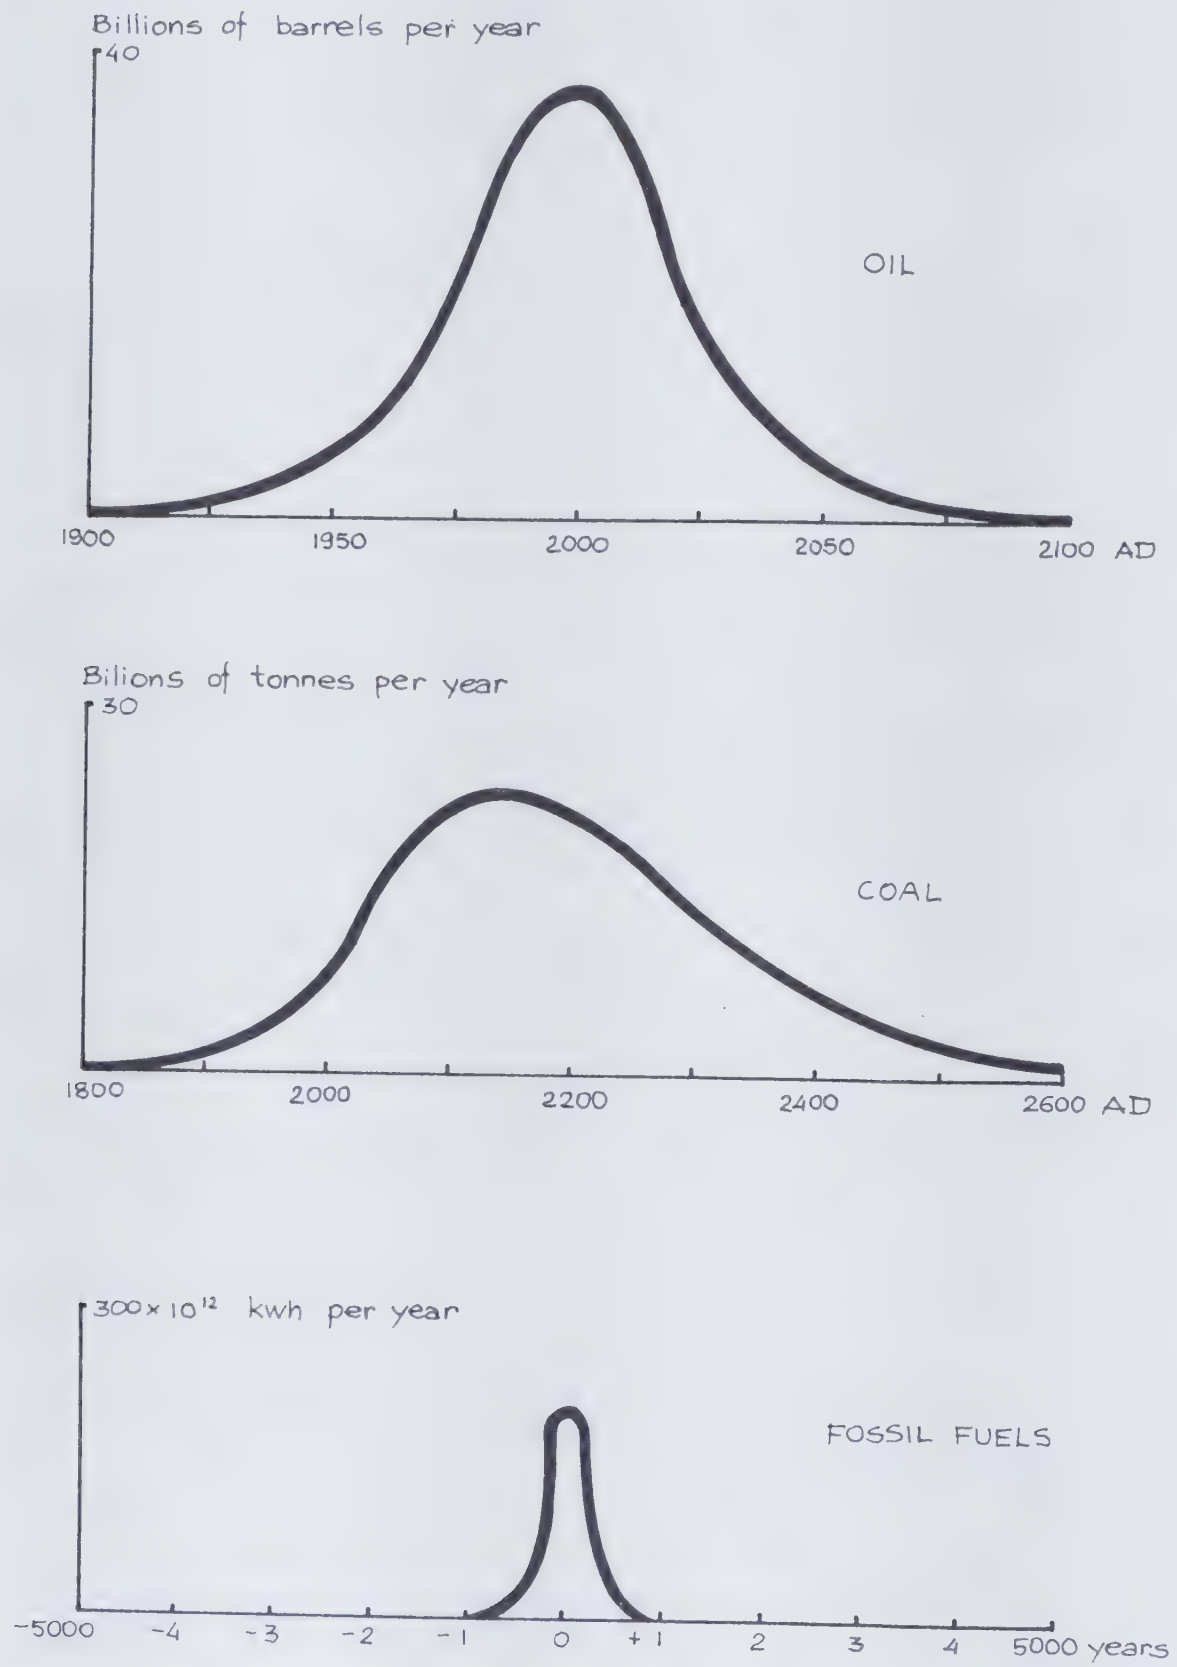 Billions of barrels per year
40
OIL
1900 1950 2000 2050 2100 AD
Bilions of tonnes per year
30
COAL
1800 2000 2200 2400 2600 AD
300 x 10¹² kwh per year
FOSSIL FUELS
-5000 -4 -3 -2 -1 0 +1 2 3 4 5000 years